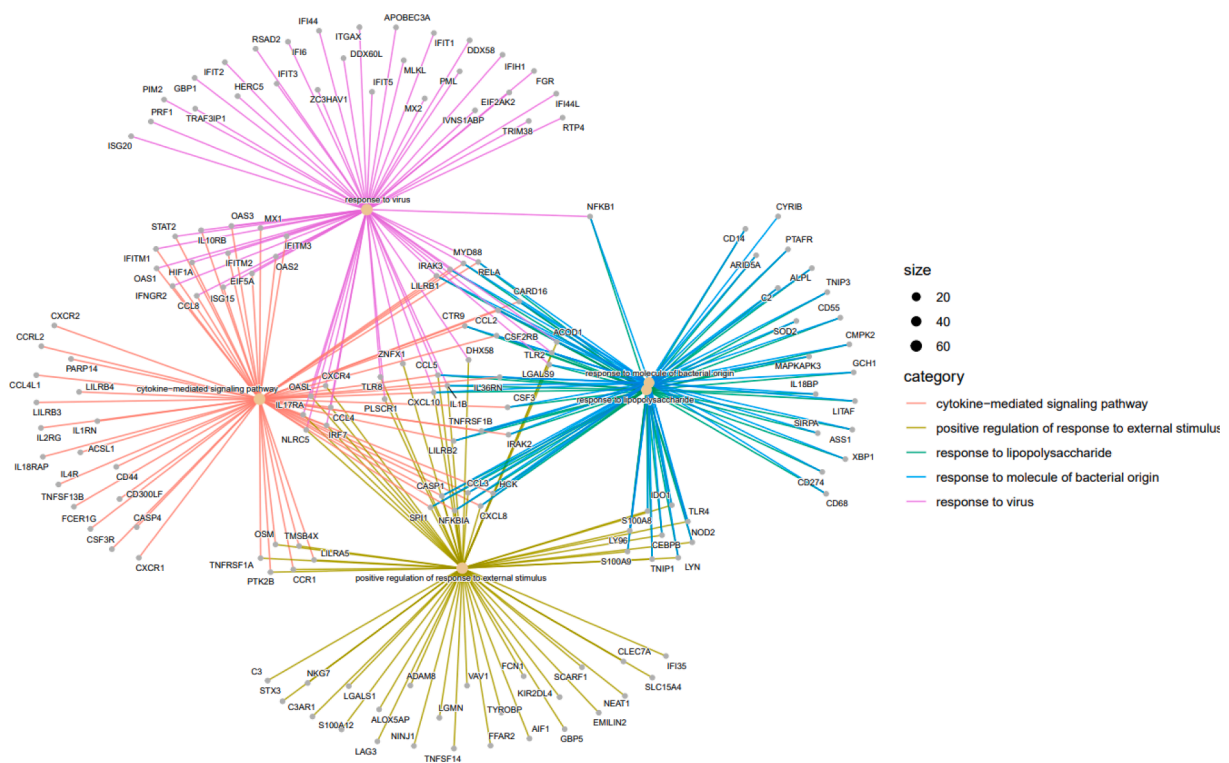 IFI44
APOBEC3A
ITGAX
RSAD2
IFI6
IFIT1
DDX60L
DDX58
IFIT2
IFIT3
MLKL
IFIH1
GBP1
HERC5
IFIT5
PML
FGR
PIM2
ZC3HAV1
MX2
EIF2AK2
IFI44L
PRF1
TRAF3IP1
IVNS1ABP
TRIM38
RTP4
ISG20
response to virus
NFKB1
CYRIB
STAT2
OAS3
MX1
IL10RB
IFITM3
CD14
PTAFR
IFITM1
IFITM2
MYD88
ARID5A
OAS1
HIF1A
OAS2
IRAK3
RELA
ALPL
TNIP3
IFNGR2
EIF5A
LILRB1
CARD16
C2
CCL8
ISG15
CD55
CXCR2
CTR9
CCL2
ACOD1
SOD2
CMPK2
CCRL2
CSF2RB
PARP14
ZNFX1
DHX58
TLR2
MAPKAPK3
GCH1
CCL4L1
LILRB4
cytokine−mediated signaling pathway
CXCR4
CCL5
LGALS9
response to molecule of bacterial origin
IL18BP
OASL
TLR8
IL36RN
response to lipopolysaccharide
LILRB3
IL17RA
PLSCR1
CXCL10
IL1B
CSF3
LITAF
IL2RG
IL1RN
CCL4
TNFRSF1B
SIRPA
ASS1
ACSL1
NLRC5
IRF7
IRAK2
IL18RAP
LILRB2
XBP1
IL4R
CD44
CASP1
CCL3
HCK
CD274
TNFSF13B
CD300LF
IDO1
CD68
FCER1G
CASP4
SPI1
NFKBIA
CXCL8
S100A8
TLR4
CSF3R
OSM
TMSB4X
LY96
CEBPB
NOD2
CXCR1
TNFRSF1A
LILRA5
S100A9
TNIP1
LYN
PTK2B
CCR1
positive regulation of response to external stimulus
C3
NKG7
CLEC7A
IFI35
STX3
ADAM8
VAV1
FCN1
SCARF1
SLC15A4
C3AR1
LGALS1
KIR2DL4
NEAT1
S100A12
ALOX5AP
LGMN
TYROBP
EMILIN2
LAG3
NINJ1
AIF1
GBP5
TNFSF14
FFAR2
size
20
40
60
category
cytokine−mediated signaling pathway
positive regulation of response to external stimulus
response to lipopolysaccharide
response to molecule of bacterial origin
response to virus